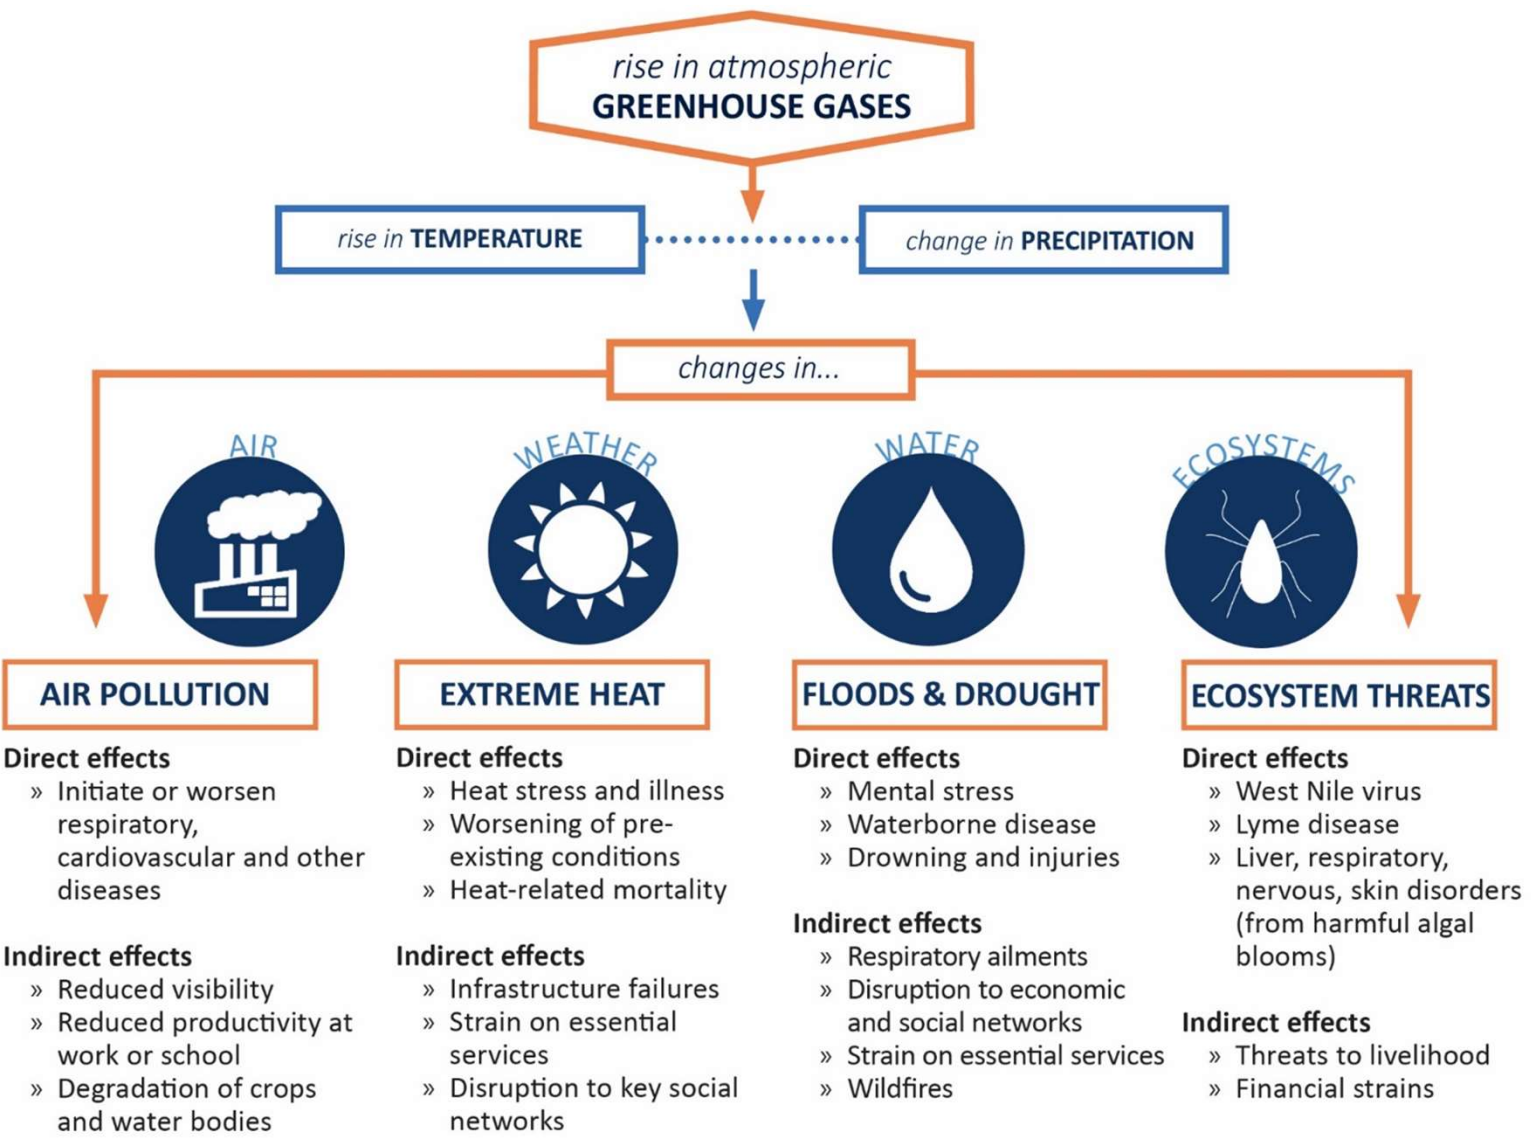 rise in atmospheric
GREENHOUSE GASES
rise in TEMPERATURE
change in PRECIPITATION
changes in...
AIR
WEATHER
WATER
ECOSYSTEMS
AIR POLLUTION
Direct effects
» Initiate or worsen
respiratory,
cardiovascular and other
diseases
Indirect effects
» Reduced visibility
» Reduced productivity at
work or school
» Degradation of crops
and water bodies
EXTREME HEAT
Direct effects
» Heat stress and illness
» Worsening of pre-
existing conditions
» Heat-related mortality
Indirect effects
» Infrastructure failures
» Strain on essential
services
» Disruption to key social
networks
FLOODS & DROUGHT
Direct effects
» Mental stress
» Waterborne disease
» Drowning and injuries
Indirect effects
» Respiratory ailments
» Disruption to economic
and social networks
» Strain on essential services
» Wildfires
ECOSYSTEM THREATS
Direct effects
» West Nile virus
» Lyme disease
» Liver, respiratory,
nervous, skin disorders
(from harmful algal
blooms)
Indirect effects
» Threats to livelihood
» Financial strains